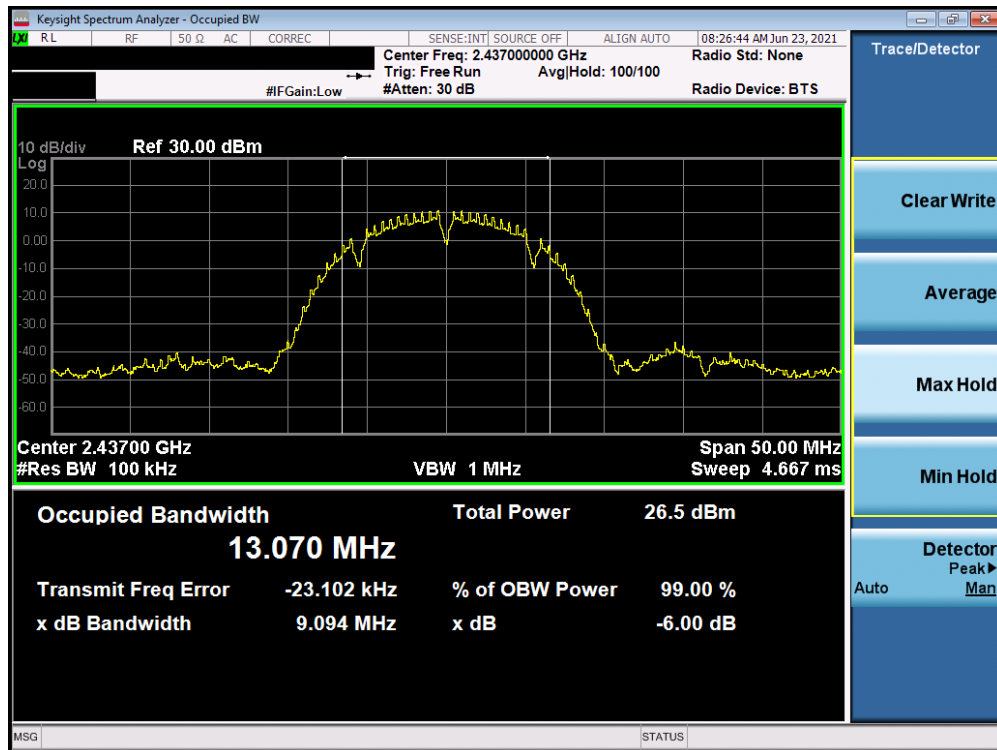 Keysight Spectrum Analyzer - Occupied BW
LXI RL RF 50 Ω AC CORREC SENSE:INT SOURCE OFF ALIGN AUTO 08:26:44 AM Jun 23, 2021
Center Freq: 2.437000000 GHz Radio Std: None
Trig: Free Run Avg|Hold: 100/100
#IFGain:Low #Atten: 30 dB Radio Device: BTS
10 dB/div Ref 30.00 dBm
Log
20.0
10.0
0.00
-10.0
-20.0
-30.0
-40.0
-50.0
-60.0
Center 2.43700 GHz Span 50.00 MHz
#Res BW 100 kHz VBW 1 MHz Sweep 4.667 ms
Occupied Bandwidth Total Power 26.5 dBm
13.070 MHz
Transmit Freq Error -23.102 kHz % of OBW Power 99.00 %
x dB Bandwidth 9.094 MHz x dB -6.00 dB
MSG STATUS
Trace/Detector
Clear Write
Average
Max Hold
Min Hold
Detector
Peak▶
Auto Man